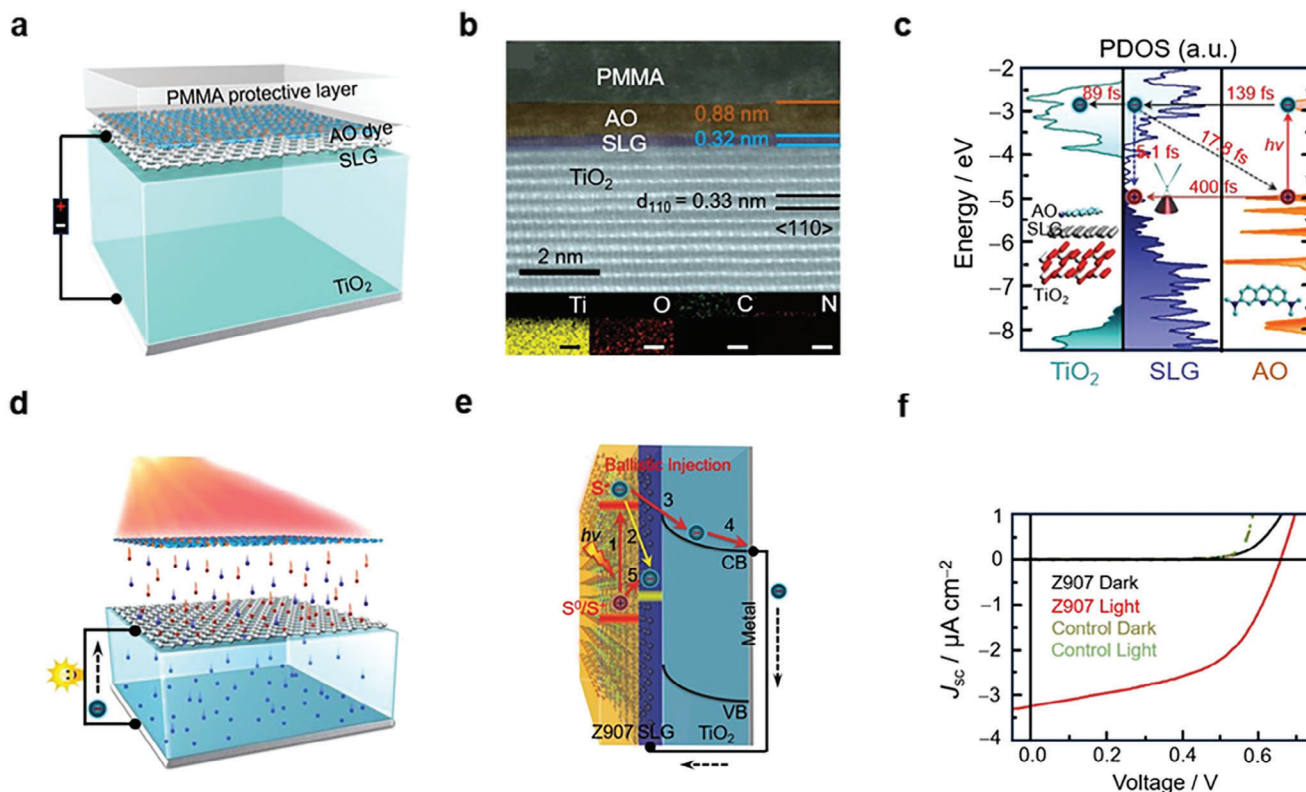 a
PMMA protective layer
AO dye
SLG
+
−
TiO2
b
PMMA
AO 0.88 nm
SLG 0.32 nm
TiO2
d110 = 0.33 nm
<110>
2 nm
Ti O C N
c
PDOS (a.u.)
−2
−3
−4
−5
−6
−7
−8
Energy / eV
89 fs
139 fs
17.8 fs
5.1 fs
hν
400 fs
AO
SLG
TiO2
TiO2 SLG AO
d
e
Ballistic Injection
S*
3
4
2
hν
1
5
CB
S0/S−
Metal
VB
Z907 SLG TiO2
f
1
0
−1
−2
−3
−4
Jsc / μA cm−2
Z907 Dark
Z907 Light
Control Dark
Control Light
0.0 0.2 0.4 0.6
Voltage / V